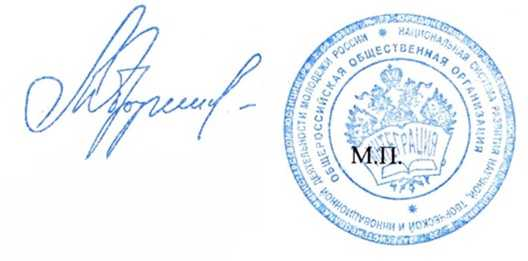 НАЦИОНАЛЬНАЯ СИСТЕМА РАЗВИТИЯ НАУЧНОЙ, ТВОРЧЕСКОЙ И ИННОВАЦИОННОЙ ДЕЯТЕЛЬНОСТИ МОЛОДЕЖИ РОССИИ
ОБЩЕРОССИЙСКАЯ ОБЩЕСТВЕННАЯ ОРГАНИЗАЦИЯ
ИНТЕГРАЦИЯ
М.П.